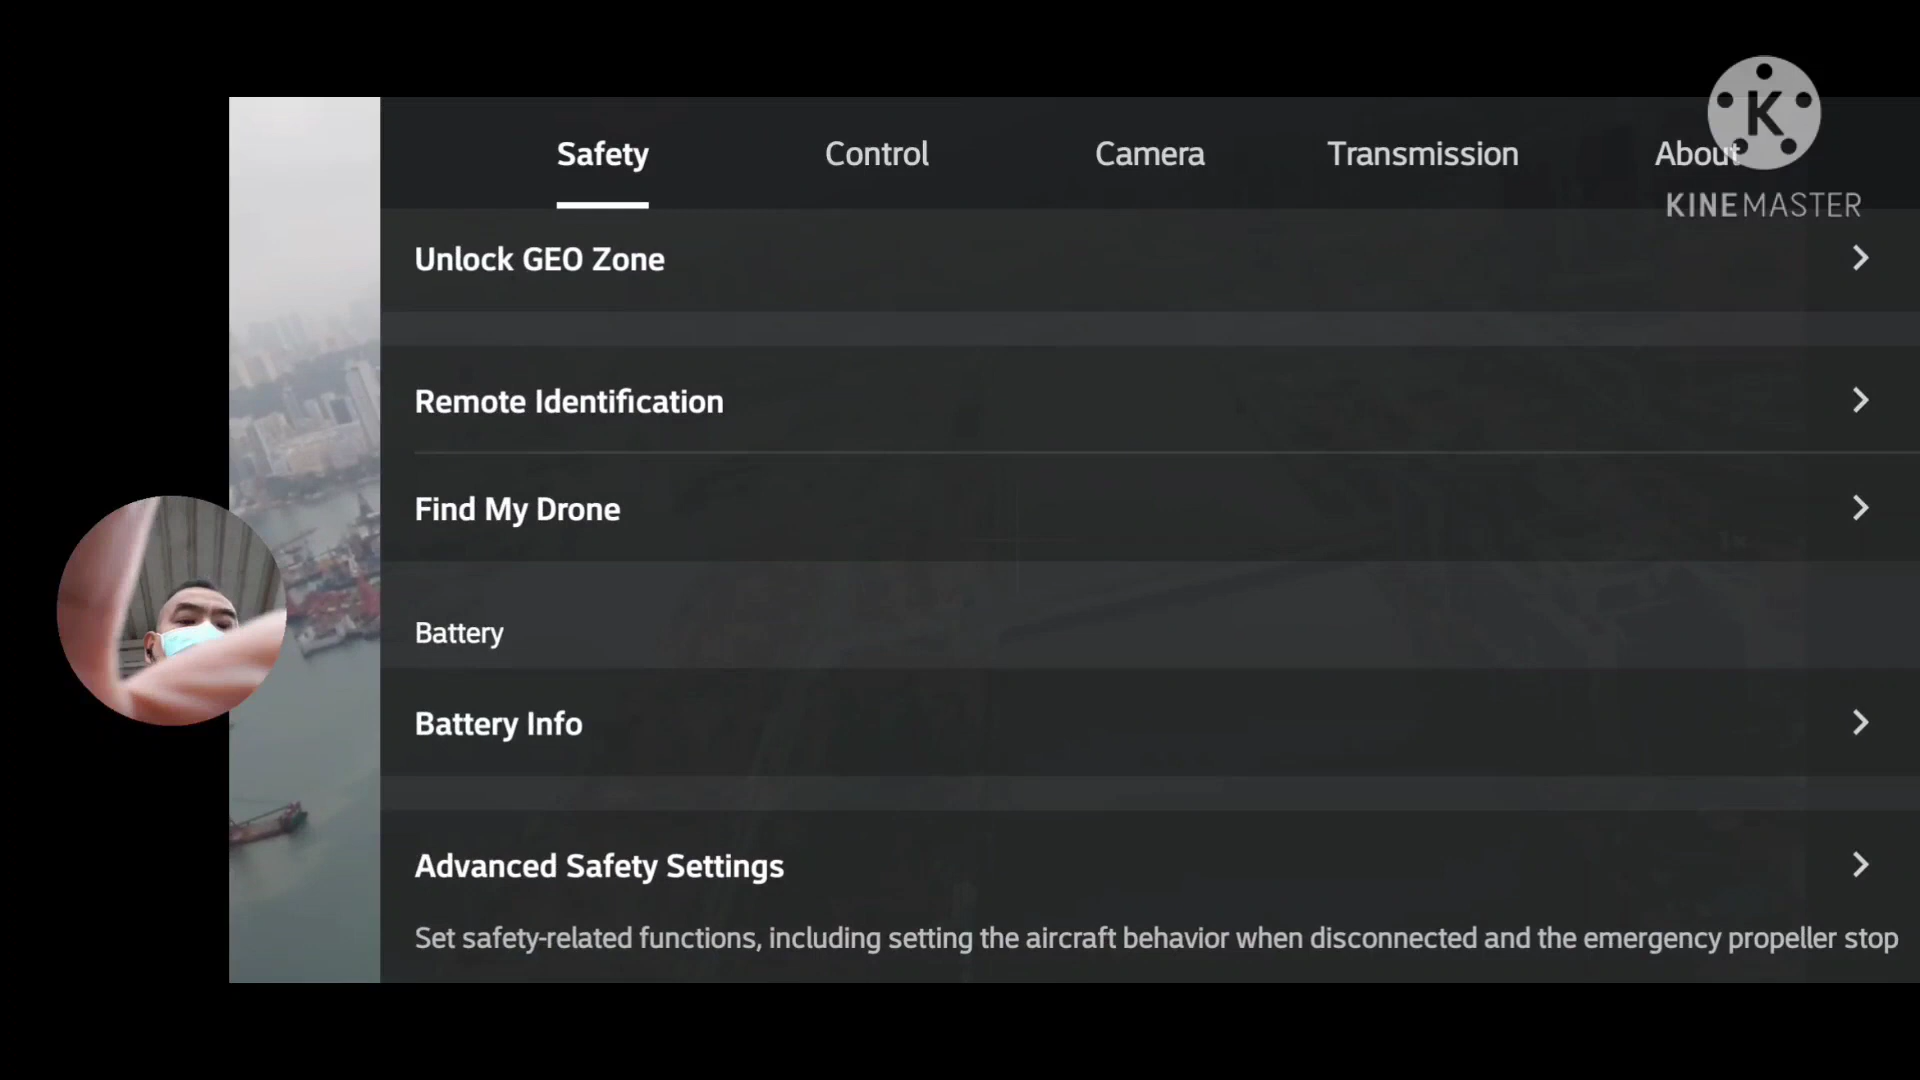 Safety Control Camera Transmission About
K
KINEMASTER
Unlock GEO Zone
Remote Identification
Find My Drone
Battery
Battery Info
Advanced Safety Settings
Set safety-related functions, including setting the aircraft behavior when disconnected and the emergency propeller stop